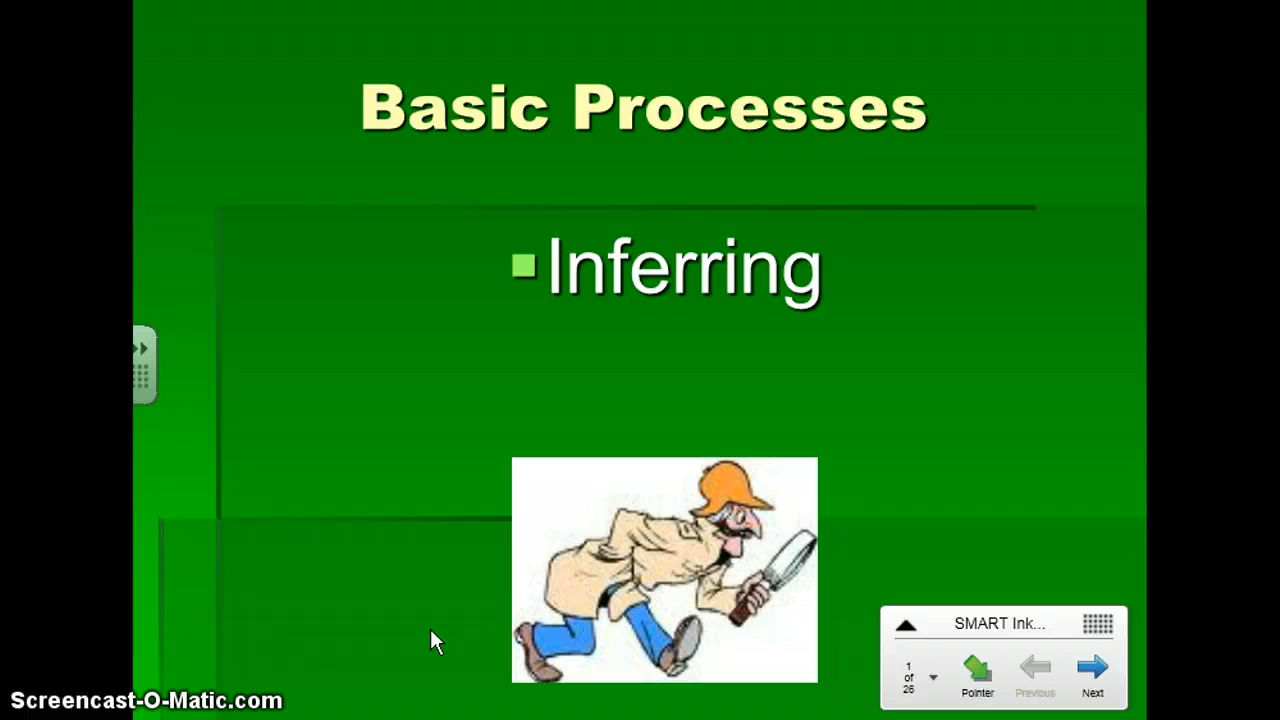 Basic Processes
Inferring
SMART Ink...
1
of
26
Pointer
Previous
Next
Screencast-O-Matic.com